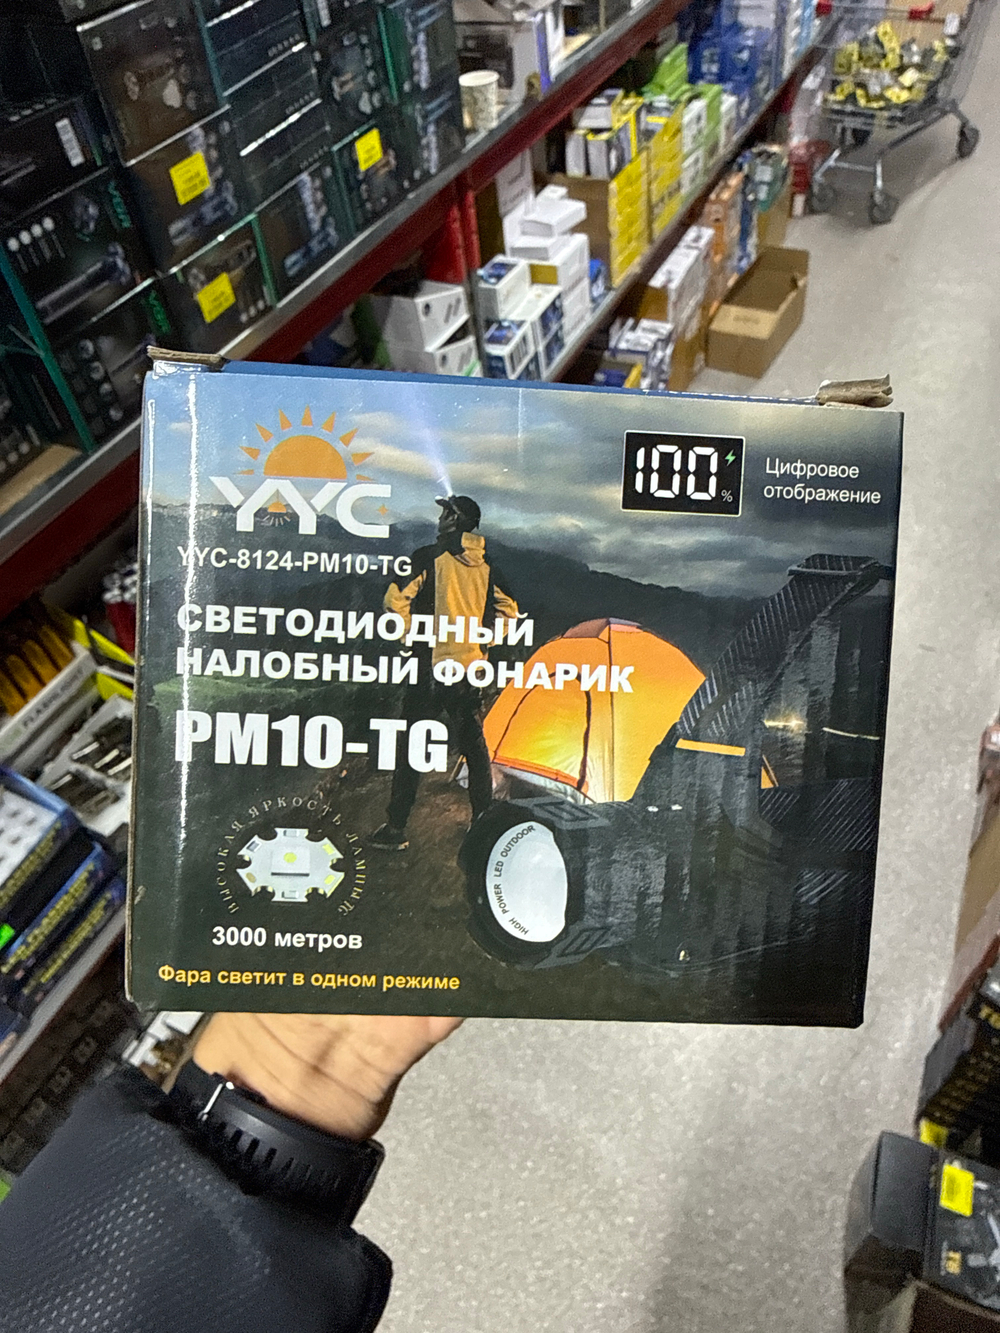 YYC
YYC-8124-PM10-TG
СВЕТОДИОДНЫЙ
НАЛОБНЫЙ ФОНАРИК
PM10-TG
100%
Цифровое
отображение
ВЫСОКАЯ ЯРКОСТЬ ЛАМПЫ
3000 метров
Фара светит в одном режиме
HIGH POWER LED OUTDOOR